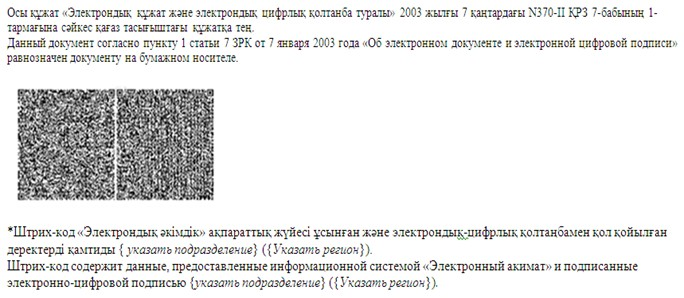 Осы құжат «Электрондық құжат және электрондық цифрлық қолтанба туралы» 2003 жылғы 7 қаңтардағы N370-II ҚРЗ 7-бабының 1-
тармағына сәйкес қағаз тасығыштағы құжатқа тең.
Данный документ согласно пункту 1 статьи 7 ЗРК от 7 января 2003 года «Об электронном документе и электронной цифровой подписи»
равнозначен документу на бумажном носителе.
*Штрих-код «Электрондық әкімдік» ақпараттық жүйесі ұсынған және электрондық-цифрлық қолтанбамен қол қойылған
деректерді қамтиды { указать подразделение} ({Указать регион}).
Штрих-код содержит данные, предоставленные информационной системой «Электронный акимат» и подписанные
электронно-цифровой подписью {указать подразделение} ({Указать регион}).